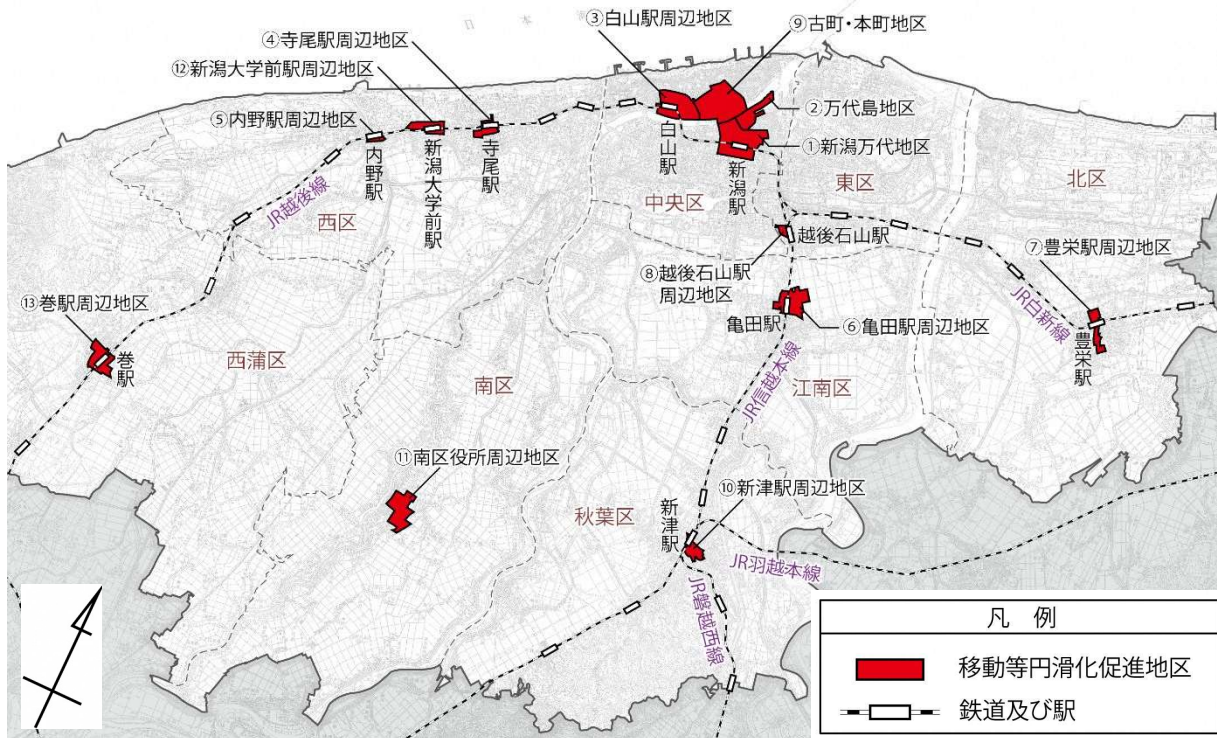 日本
③白山駅周辺地区
⑨古町・本町地区
④寺尾駅周辺地区
⑫新潟大学前駅周辺地区
②万代島地区
⑤内野駅周辺地区
①新潟万代地区
白山駅
新潟駅
内野駅
新潟大学前駅
寺尾駅
中央区
東区
北区
JR越後線
西区
越後石山駅
⑦豊栄駅周辺地区
⑧越後石山駅
周辺地区
JR白新線
⑬巻駅周辺地区
亀田駅
⑥亀田駅周辺地区
豊栄駅
巻駅
西蒲区
南区
JR信越本線
江南区
⑪南区役所周辺地区
⑩新津駅周辺地区
秋葉区
新津駅
JR羽越本線
JR磐越西線
凡 例
移動等円滑化促進地区
鉄道及び駅